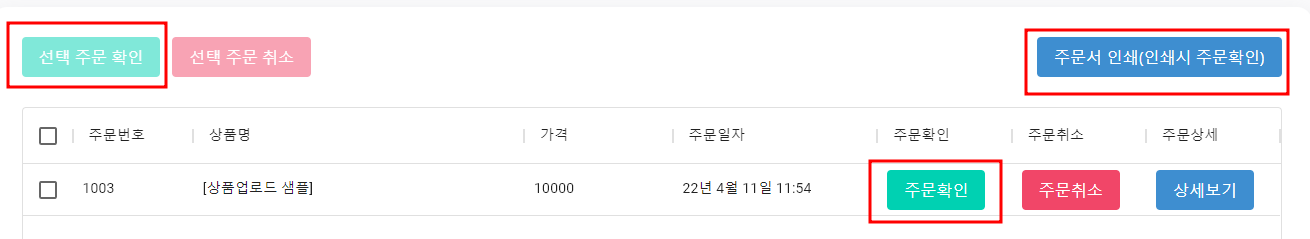 선택 주문 확인 선택 주문 취소 주문서 인쇄(인쇄시 주문확인)
주문번호 상품명 가격 주문일자 주문확인 주문취소 주문상세
1003 [상품업로드 샘플] 10000 22년 4월 11일 11:54 주문확인 주문취소 상세보기